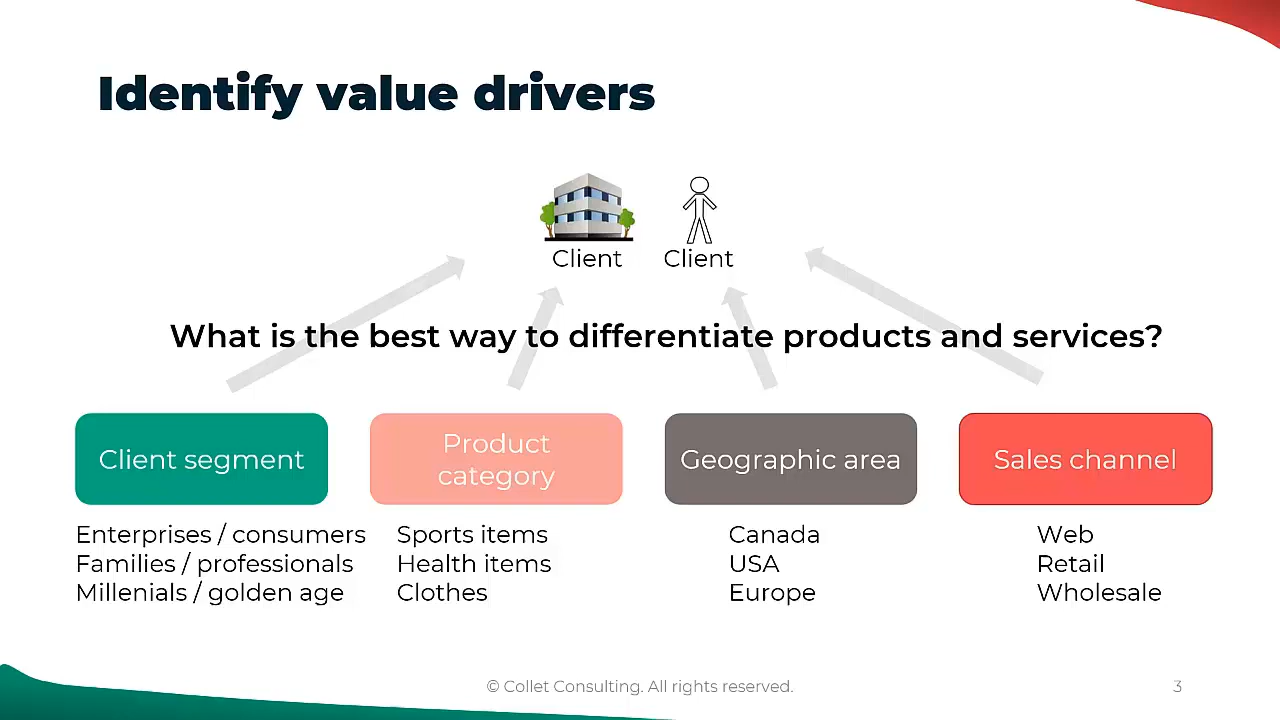 Identify value drivers
Client
Client
What is the best way to differentiate products and services?
Client segment
Enterprises / consumers
Families / professionals
Millenials / golden age
Product
category
Sports items
Health items
Clothes
Geographic area
Canada
USA
Europe
Sales channel
Web
Retail
Wholesale
© Collet Consulting. All rights reserved.
3